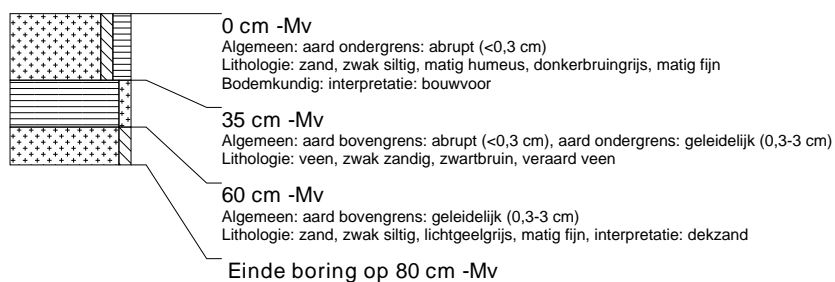 0 cm -Mv
Algemeen: aard ondergrens: abrupt (<0,3 cm)
Lithologie: zand, zwak siltig, matig humeus, donkerbruingrijs, matig fijn
Bodemkundig: interpretatie: bouwvoor
35 cm -Mv
Algemeen: aard bovengrens: abrupt (<0,3 cm), aard ondergrens: geleidelijk (0,3-3 cm)
Lithologie: veen, zwak zandig, zwartbruin, veraard veen
60 cm -Mv
Algemeen: aard bovengrens: geleidelijk (0,3-3 cm)
Lithologie: zand, zwak siltig, lichtgeelgrijs, matig fijn, interpretatie: dekzand
Einde boring op 80 cm -Mv